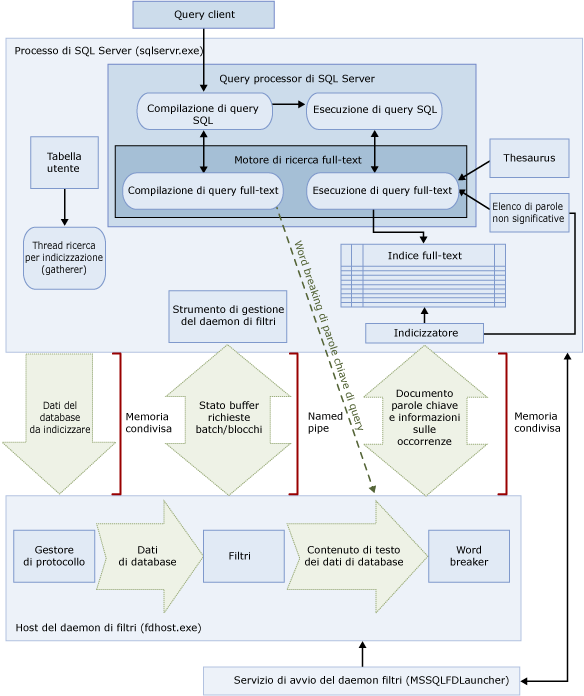 Query client
Processo di SQL Server (sqlservr.exe)
Query processor di SQL Server
Compilazione di query
SQL
Esecuzione di query SQL
Motore di ricerca full-text
Compilazione di query full-text
Esecuzione di query full-text
Tabella
utente
Thesaurus
Elenco di parole
non significative
Thread ricerca
per indicizzazione
(gatherer)
Indice full-text
Strumento di gestione
del daemon di filtri
Indicizzatore
Word breaking di parole chiave di query
Dati del
database
da indicizzare
Memoria
condivisa
Stato buffer
richieste
batch/blocchi
Named
pipe
Documento
parole chiave
e informazioni
sulle
occorrenze
Memoria
condivisa
Gestore
di protocollo
Dati
di database
Filtri
Contenuto di testo
dei dati di database
Word
breaker
Host del daemon di filtri (fdhost.exe)
Servizio di avvio del daemon filtri (MSSQLFDLauncher)